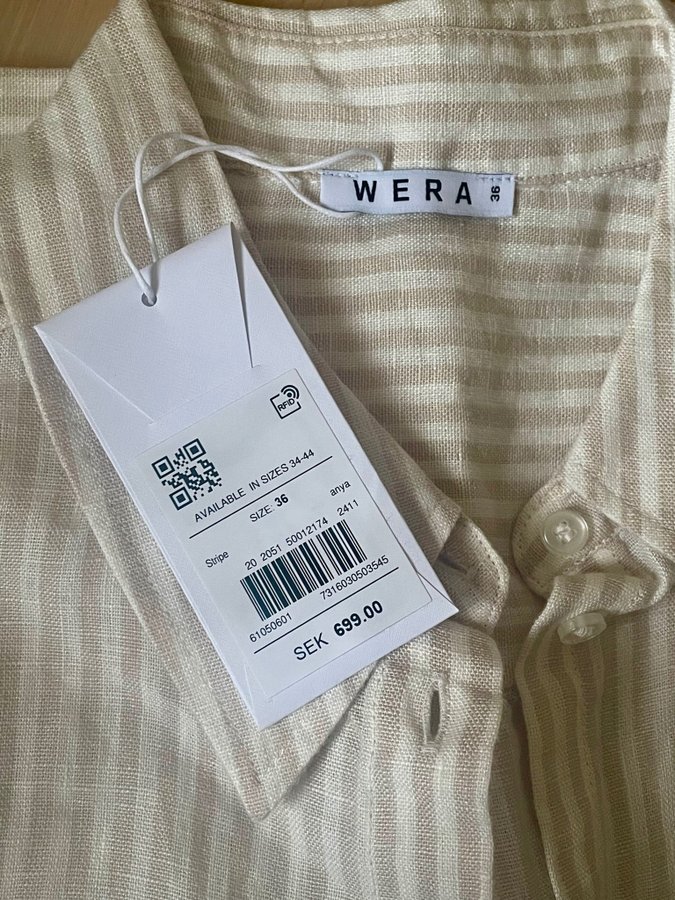 WERA 36
RFID
AVAILABLE IN SIZES 34-44
SIZE: 36
Stripe anya
20 2051 50012174 2411
61050601 7316030503545
SEK 699.00